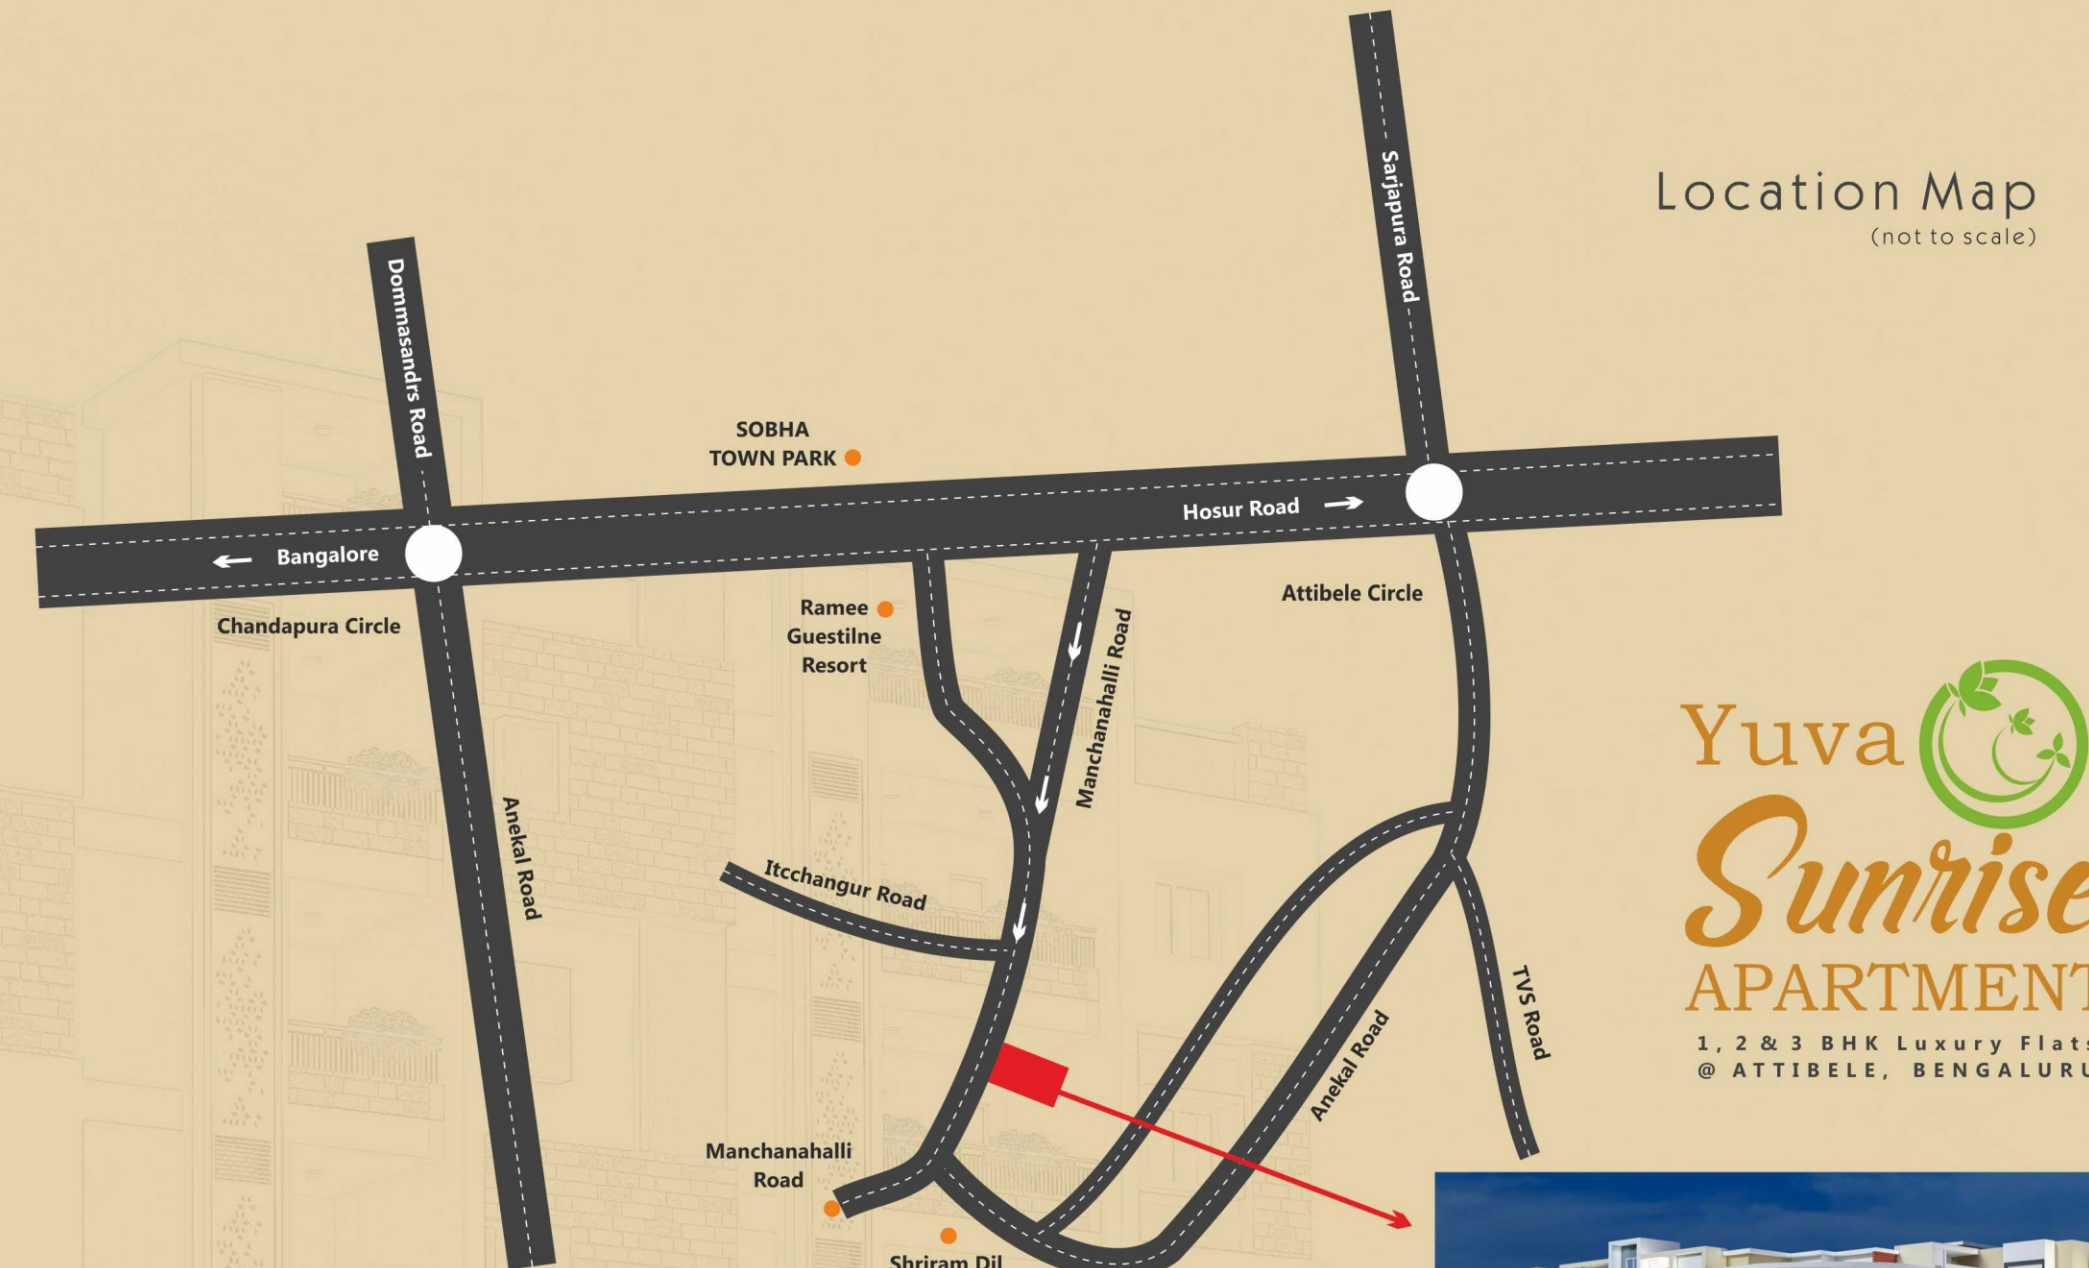 Location Map
(not to scale)
Sarjapura Road
Dommasandrs Road
SOBHA
TOWN PARK
Hosur Road
Bangalore
Chandapura Circle
Attibele Circle
Ramee
Guestilne
Resort
Manchanahalli Road
Anekal Road
Itcchangur Road
TVS Road
Anekal Road
Manchanahalli
Road
Shriram Dil
Yuva
Sunrise
APARTMENT
1, 2 & 3 BHK Luxury Flats
@ ATTIBELE, BENGALURU